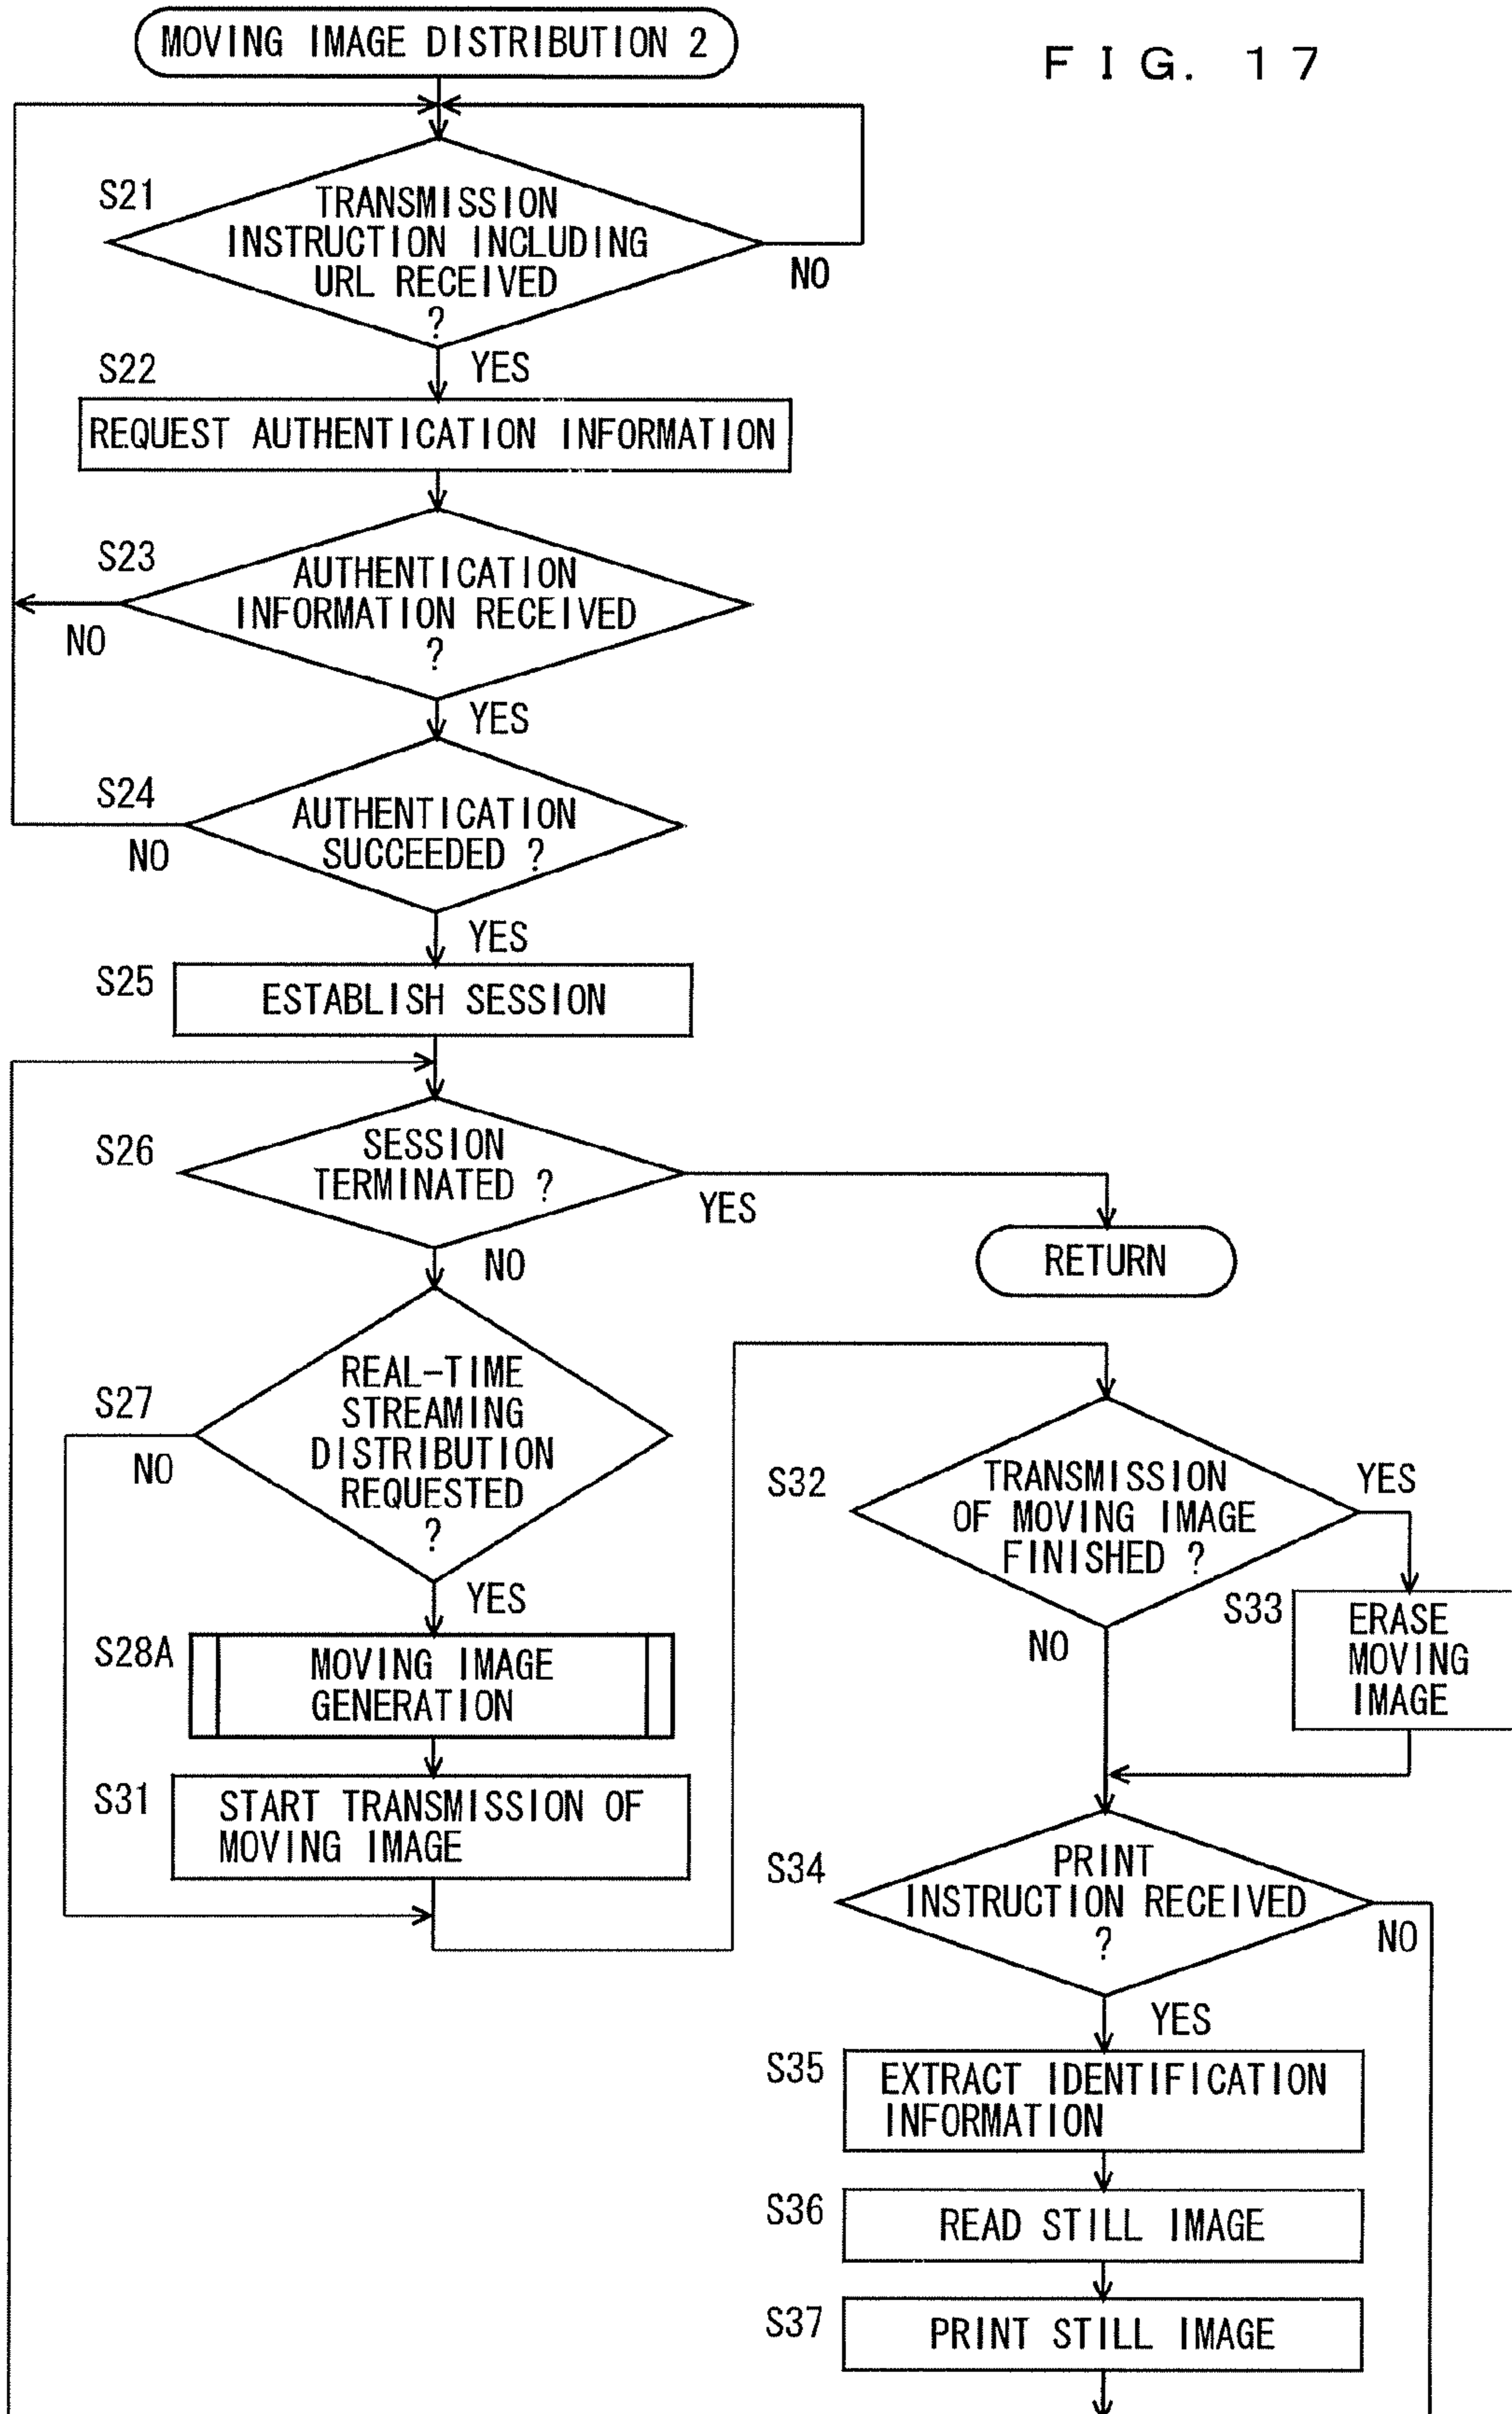 MOVING IMAGE DISTRIBUTION 2
FIG. 17
S21
TRANSMISSION
INSTRUCTION INCLUDING
URL RECEIVED
?
NO
YES
S22
REQUEST AUTHENTICATION INFORMATION
S23
AUTHENTICATION
INFORMATION RECEIVED
?
NO
YES
S24
AUTHENTICATION
SUCCEEDED ?
NO
YES
S25
ESTABLISH SESSION
S26
SESSION
TERMINATED ?
YES
NO
RETURN
S27
REAL-TIME
STREAMING
DISTRIBUTION
REQUESTED
?
NO
YES
S28A
MOVING IMAGE
GENERATION
S31
START TRANSMISSION OF
MOVING IMAGE
S32
TRANSMISSION
OF MOVING IMAGE
FINISHED ?
YES
NO
S33
ERASE
MOVING
IMAGE
S34
PRINT
INSTRUCTION RECEIVED
?
NO
YES
S35
EXTRACT IDENTIFICATION
INFORMATION
S36
READ STILL IMAGE
S37
PRINT STILL IMAGE